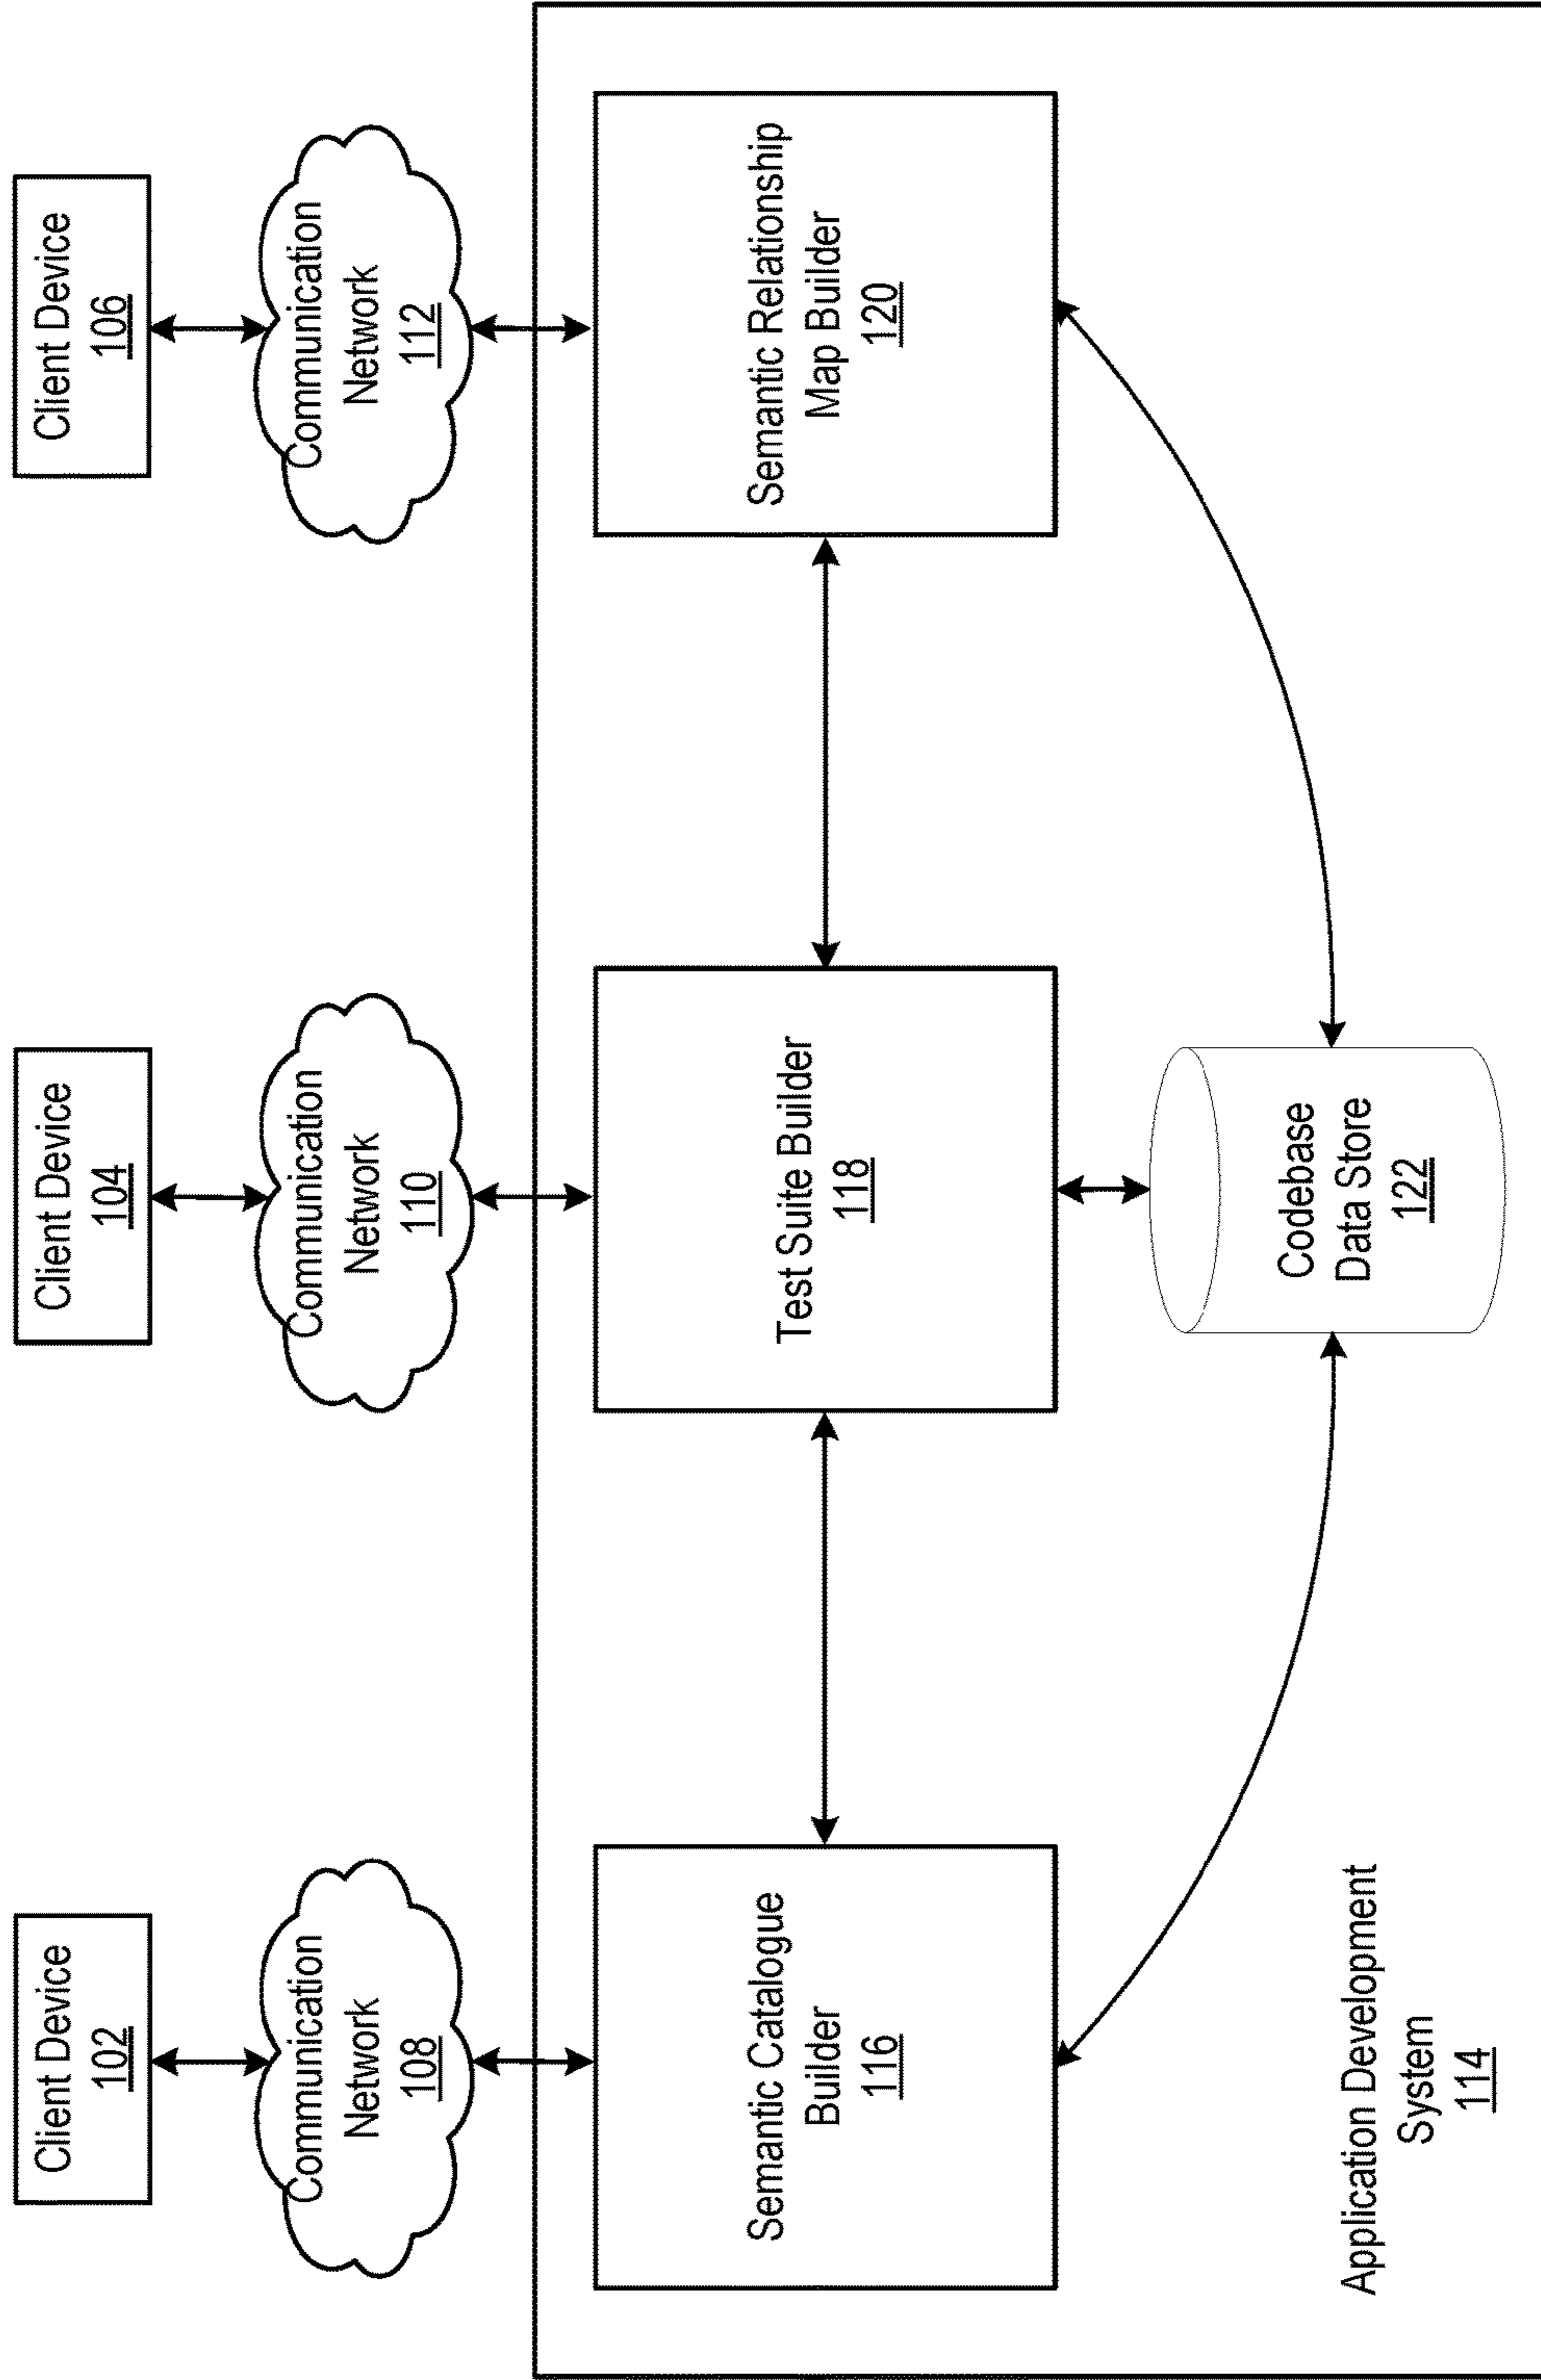 Client Device
102
Client Device
104
Client Device
106
Communication
Network
108
Communication
Network
110
Communication
Network
112
Semantic Catalogue
Builder
116
Test Suite Builder
118
Semantic Relationship
Map Builder
120
Codebase
Data Store
122
Application Development
System
114